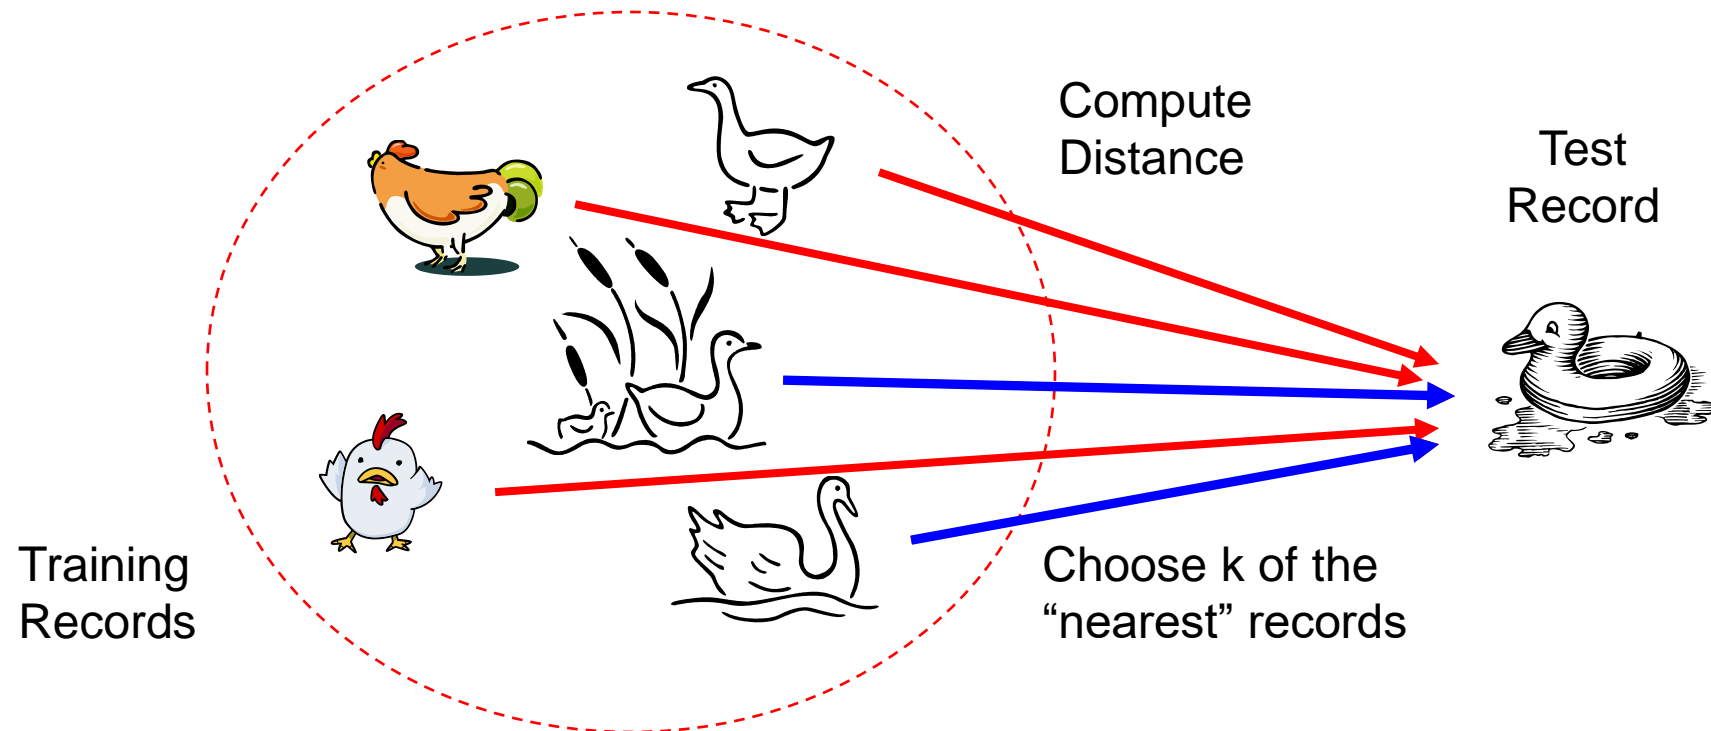 Compute
Distance
Test
Record
Training
Records
Choose k of the
“nearest” records